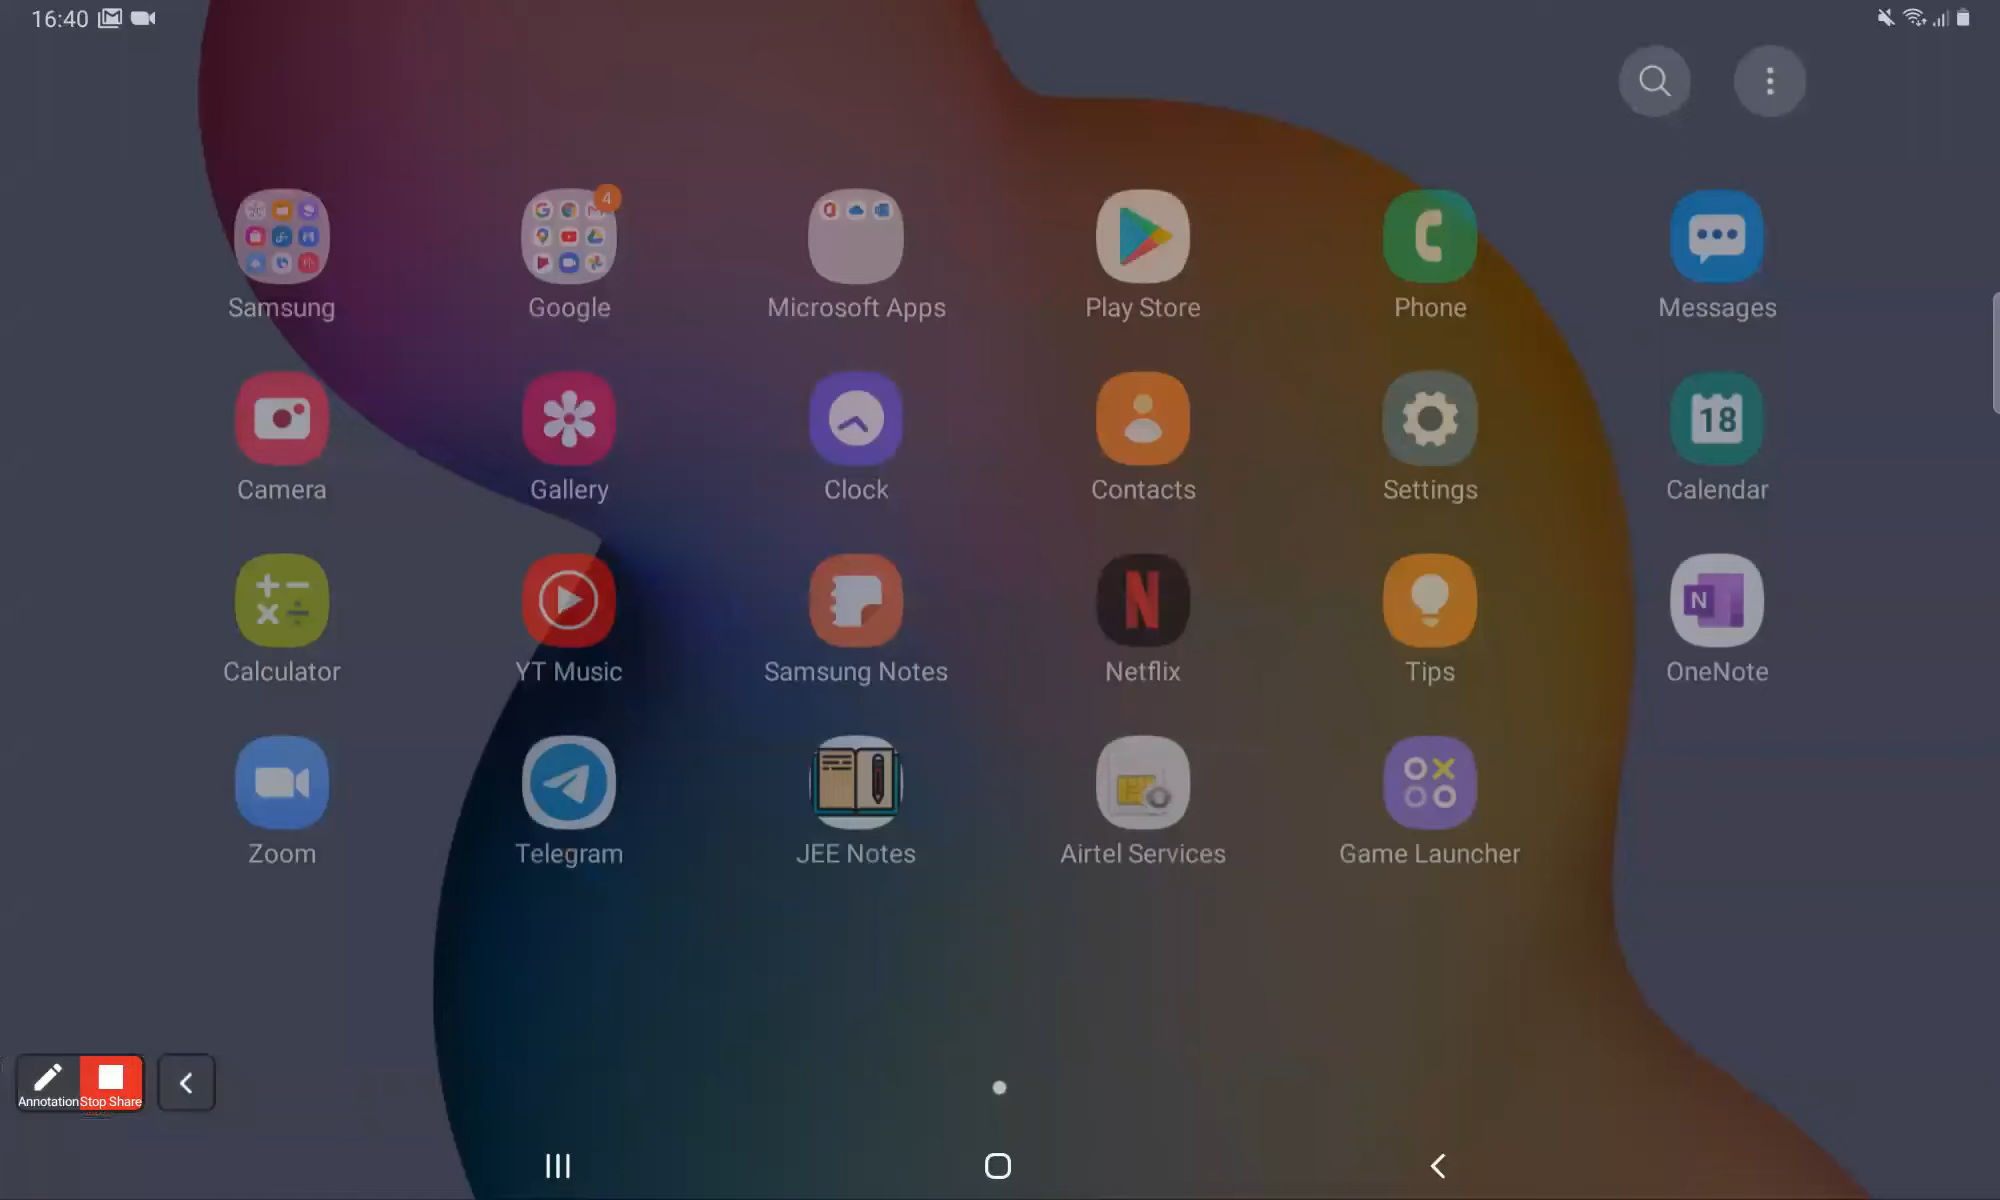 16:40
4
Samsung
Google
Microsoft Apps
Play Store
Phone
Messages
18
Camera
Gallery
Clock
Contacts
Settings
Calendar
N
N
Calculator
YT Music
Samsung Notes
Netflix
Tips
OneNote
Zoom
Telegram
JEE Notes
Airtel Services
Game Launcher
Annotation
Stop Share